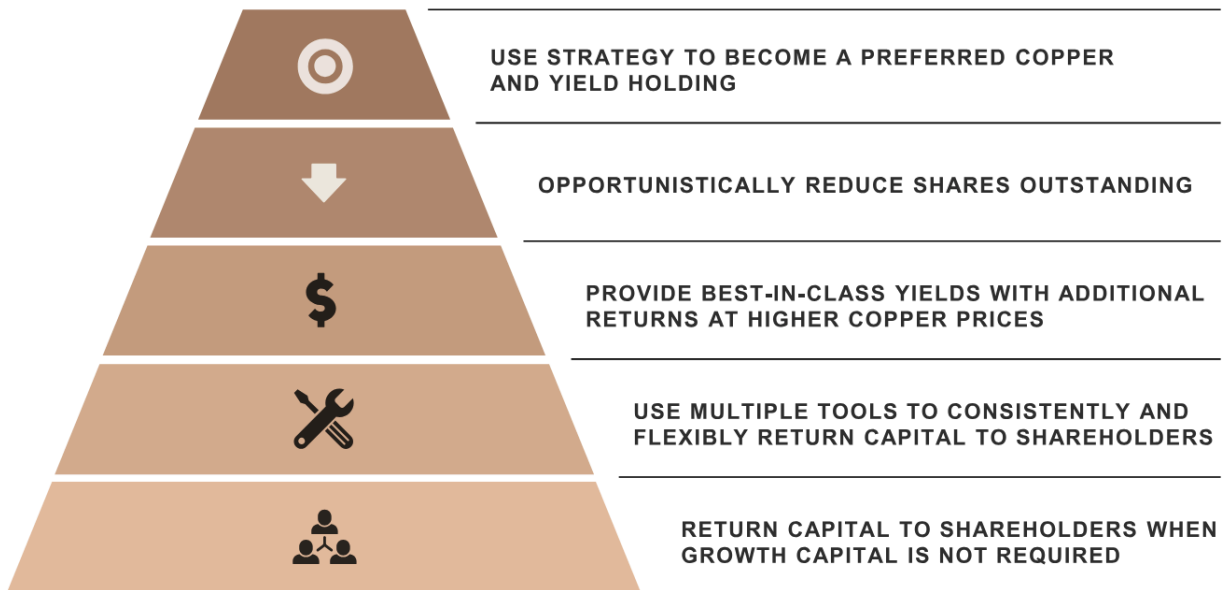 USE STRATEGY TO BECOME A PREFERRED COPPER
AND YIELD HOLDING
OPPORTUNISTICALLY REDUCE SHARES OUTSTANDING
$
PROVIDE BEST-IN-CLASS YIELDS WITH ADDITIONAL
RETURNS AT HIGHER COPPER PRICES
USE MULTIPLE TOOLS TO CONSISTENTLY AND
FLEXIBLY RETURN CAPITAL TO SHAREHOLDERS
RETURN CAPITAL TO SHAREHOLDERS WHEN
GROWTH CAPITAL IS NOT REQUIRED